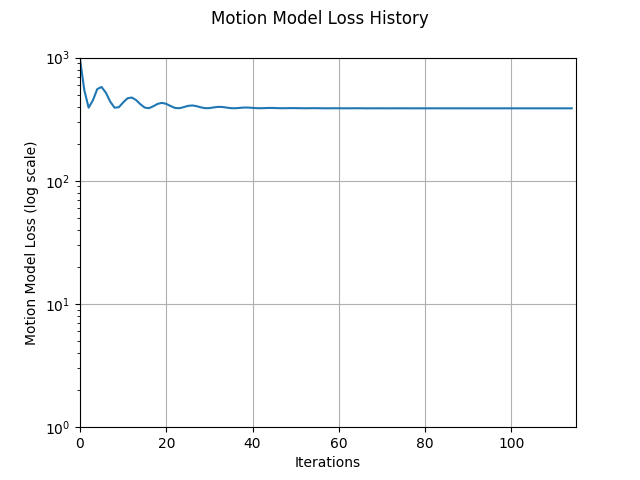 Motion Model Loss History
Motion Model Loss (log scale)
10³
10²
10¹
10⁰
0 20 40 60 80 100
Iterations